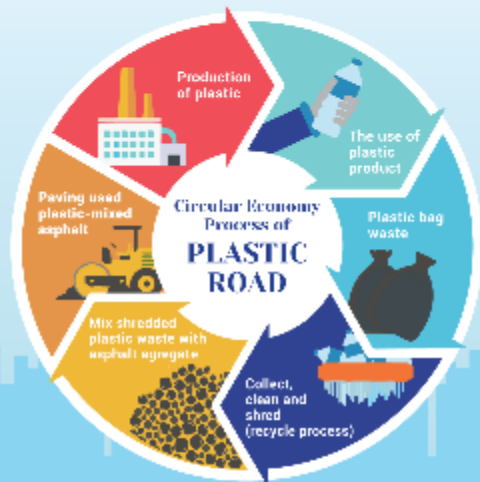 Circular Economy
Process of
PLASTIC
ROAD
Production
of plastic
The use of
plastic
product
Plastic bag
waste
Collect,
clean and
shred
(recycle process)
Mix shredded
plastic waste with
asphalt agregate
Paving used
plastic-mixed
asphalt